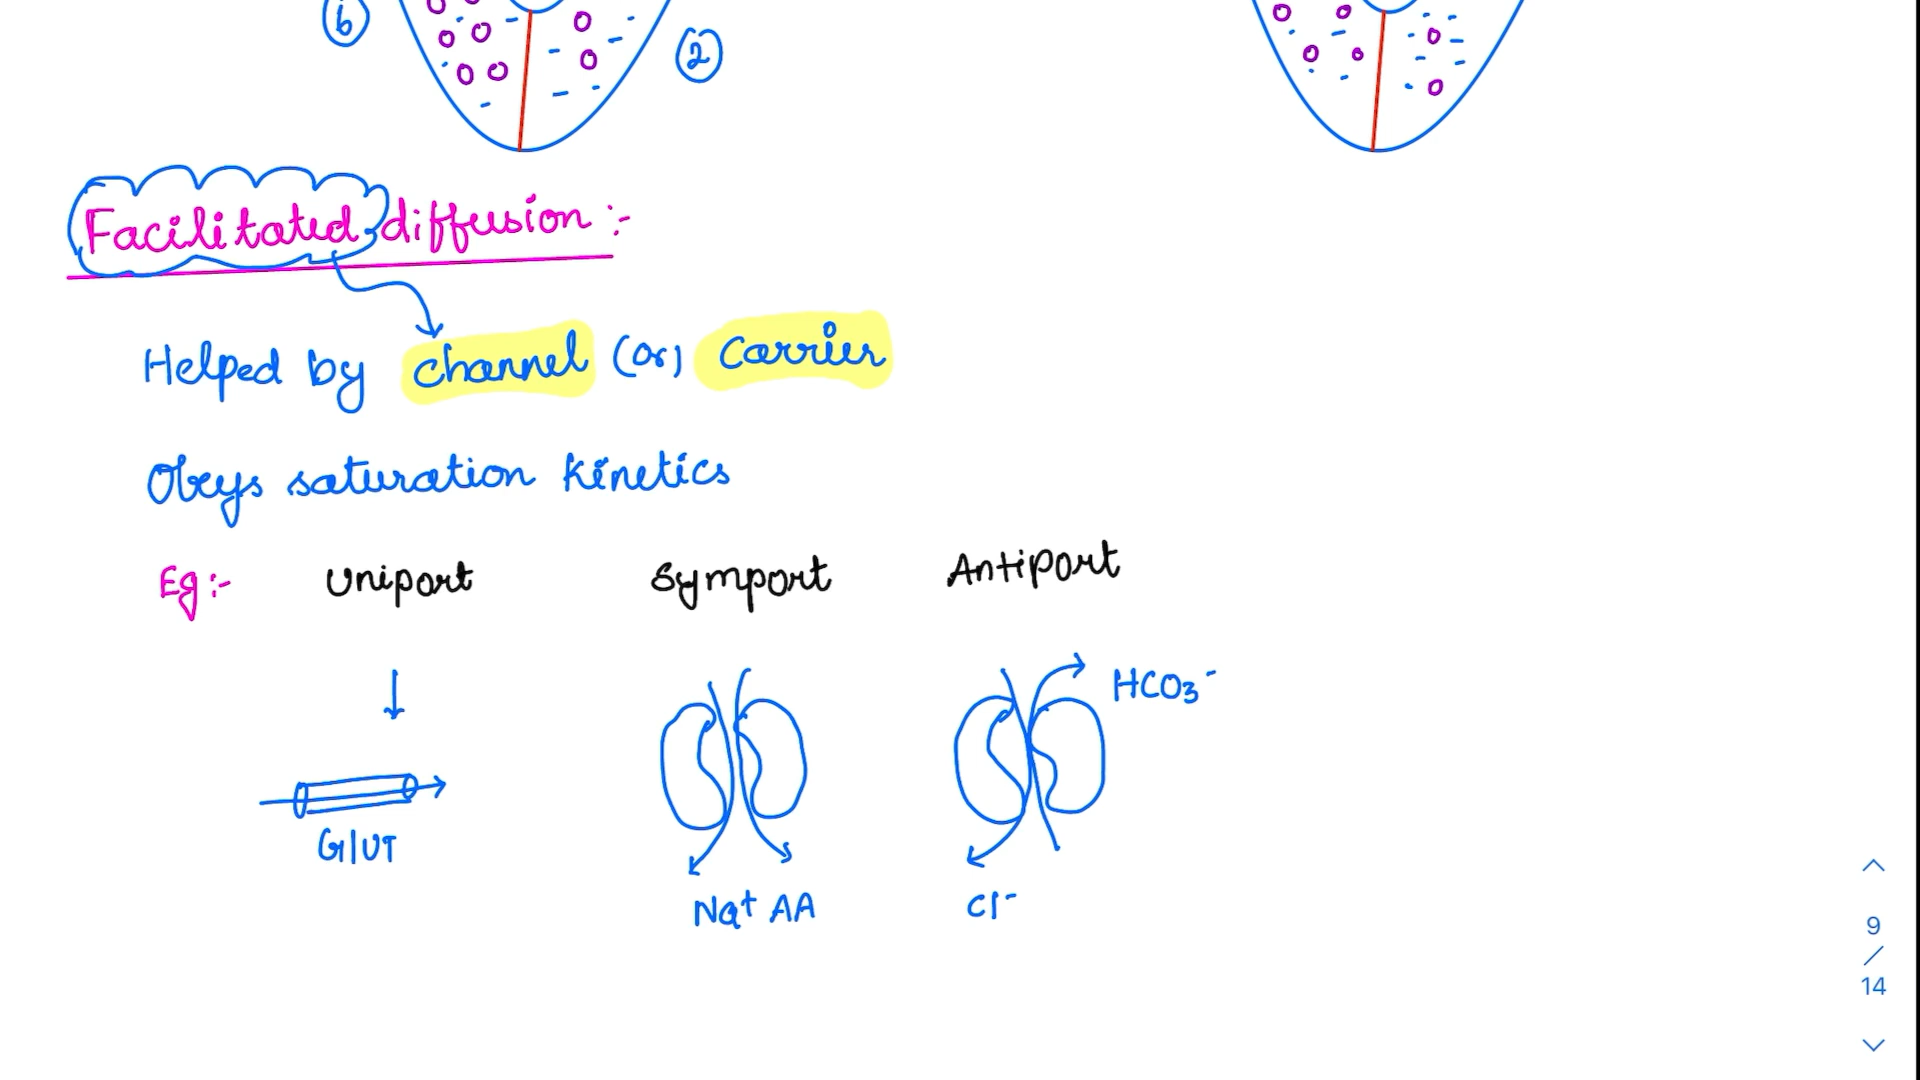 6
2
Facilitated diffusion :-
Helped by channel (or) carrier
Obeys saturation kinetics
Eg:- Uniport Symport Antiport
HCO3-
GLUT
Na+ AA Cl-
9
/
14